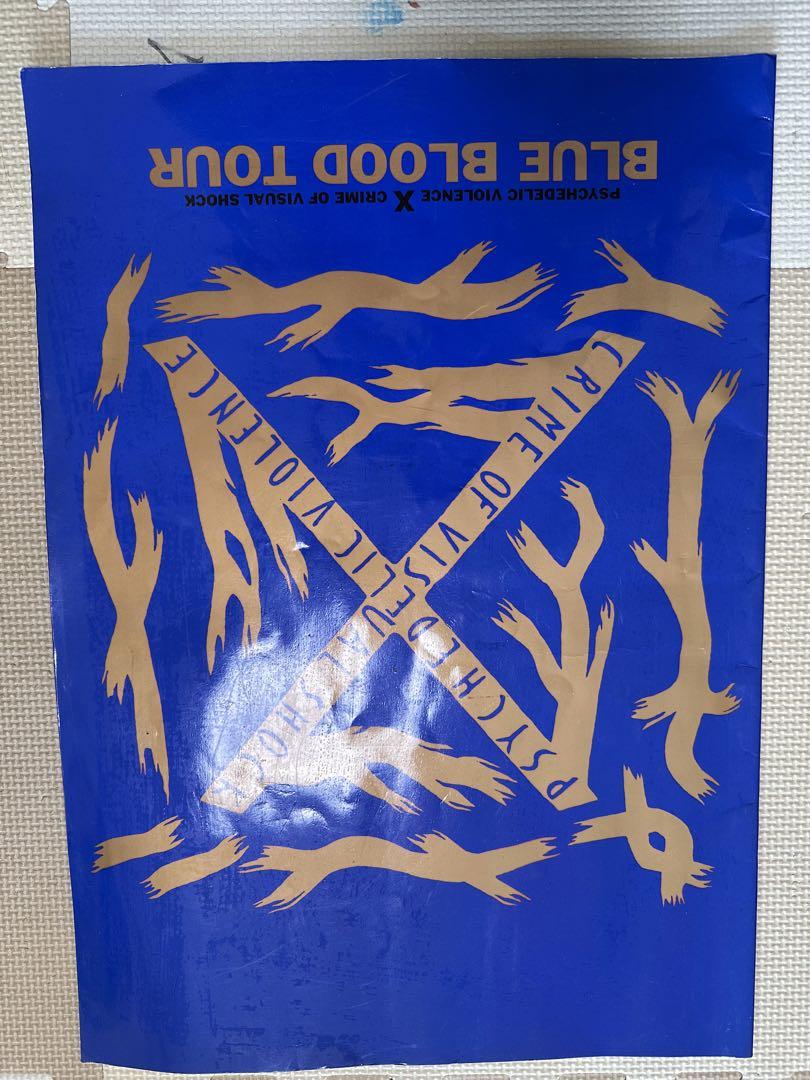 BLUE BLOOD TOUR
PSYCHEDELIC VIOLENCE X CRIME OF VISUAL SHOCK
PSYCHEDELIC VIOLENCE
CRIME OF VISUAL SHOCK